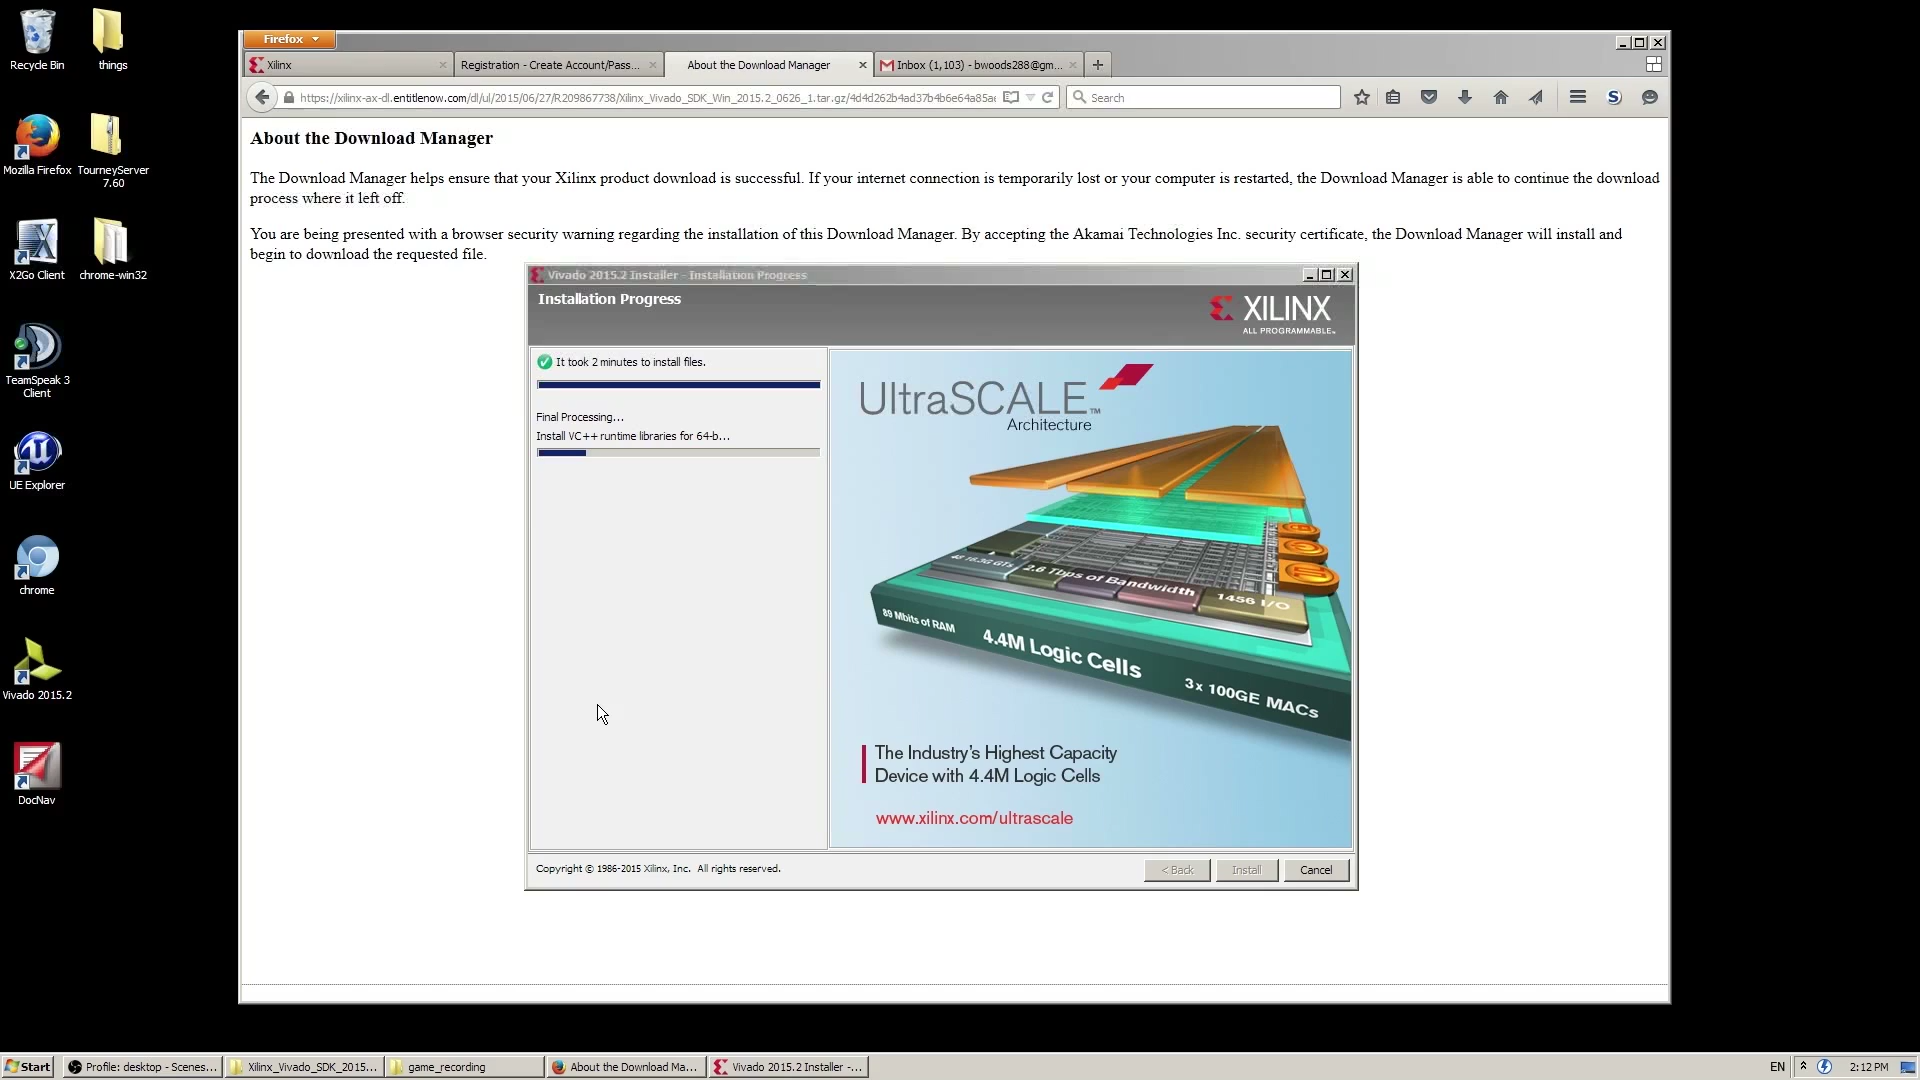 Recycle Bin
things
Mozilla Firefox
TourneyServer 7.60
X2Go Client
chrome-win32
TeamSpeak 3 Client
UE Explorer
chrome
Vivado 2015.2
DocNav
Firefox
Xilinx
Registration - Create Account/Pass...
About the Download Manager
Inbox (1,103) - bwoods288@gm...
https://xilinx-ax-dl.entitlenow.com/dl/ul/2015/06/27/R209867738/Xilinx_Vivado_SDK_Win_2015.2_0626_1.tar.gz/4d4d262b4ad37b4b6e64a85a
Search
About the Download Manager
The Download Manager helps ensure that your Xilinx product download is successful. If your internet connection is temporarily lost or your computer is restarted, the Download Manager is able to continue the download
process where it left off.
You are being presented with a browser security warning regarding the installation of this Download Manager. By accepting the Akamai Technologies Inc. security certificate, the Download Manager will install and
begin to download the requested file.
Vivado 2015.2 Installer - Installation Progress
Installation Progress
XILINX
ALL PROGRAMMABLE™
It took 2 minutes to install files.
Final Processing...
Install VC++ runtime libraries for 64-b...
UltraSCALE™
Architecture
48 16.3G GTs
2.6 Tbps of Bandwidth
1456 I/O
89 Mbits of RAM
4.4M Logic Cells
3 x 100GE MACs
The Industry's Highest Capacity
Device with 4.4M Logic Cells
www.xilinx.com/ultrascale
Copyright © 1986-2015 Xilinx, Inc. All rights reserved.
< Back
Install
Cancel
Start
Profile: desktop - Scenes...
Xilinx_Vivado_SDK_2015...
game_recording
About the Download Ma...
Vivado 2015.2 Installer -...
EN
2:12 PM